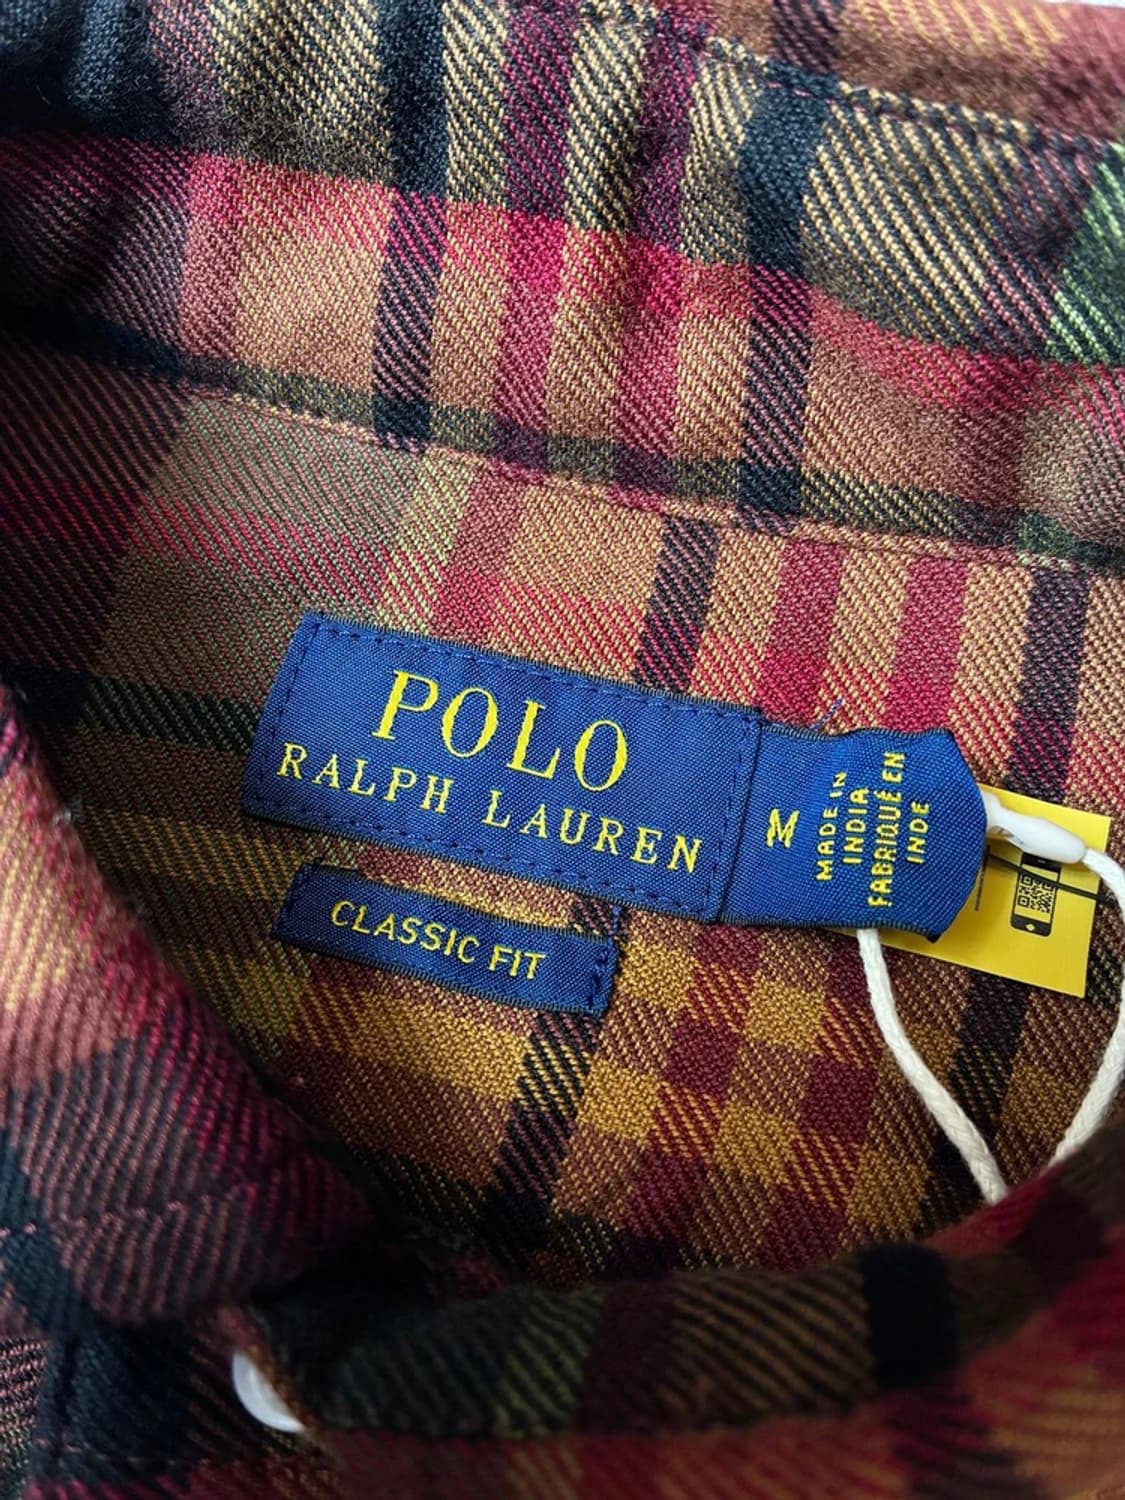 POLO
RALPH LAUREN
M
MADE IN
INDIA
FABRIQUÉ EN
INDE
CLASSIC FIT